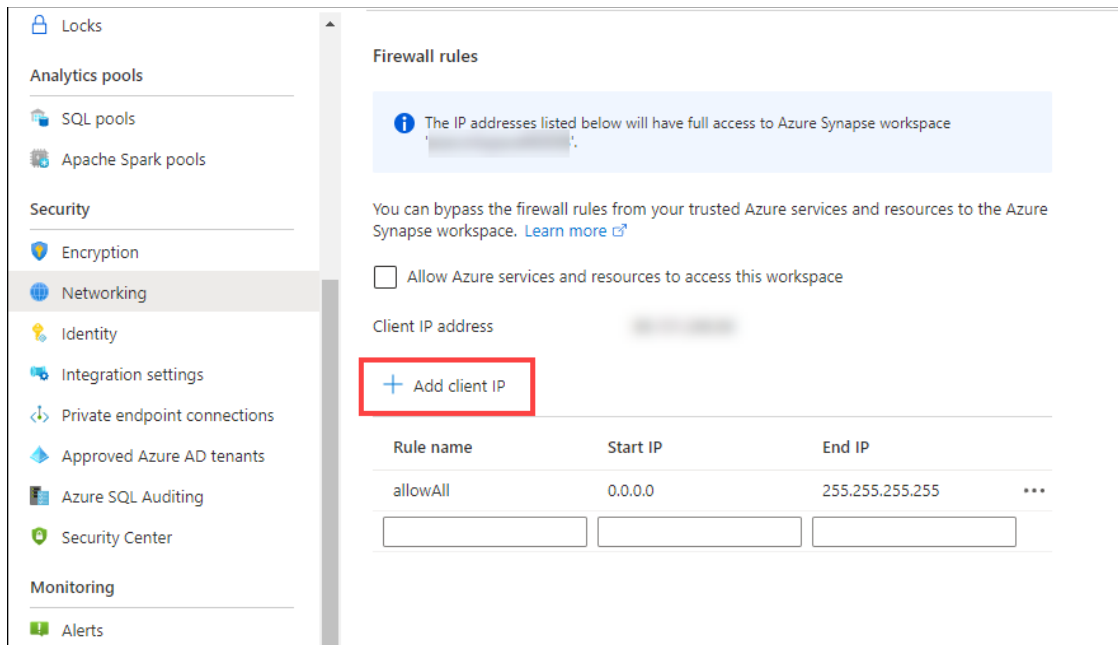 Locks
Analytics pools
SQL pools
Apache Spark pools
Security
Encryption
Networking
Identity
Integration settings
Private endpoint connections
Approved Azure AD tenants
Azure SQL Auditing
Security Center
Monitoring
Alerts
Firewall rules
The IP addresses listed below will have full access to Azure Synapse workspace
' '.
You can bypass the firewall rules from your trusted Azure services and resources to the Azure
Synapse workspace. Learn more
Allow Azure services and resources to access this workspace
Client IP address
Add client IP
Rule name Start IP End IP
allowAll 0.0.0.0 255.255.255.255